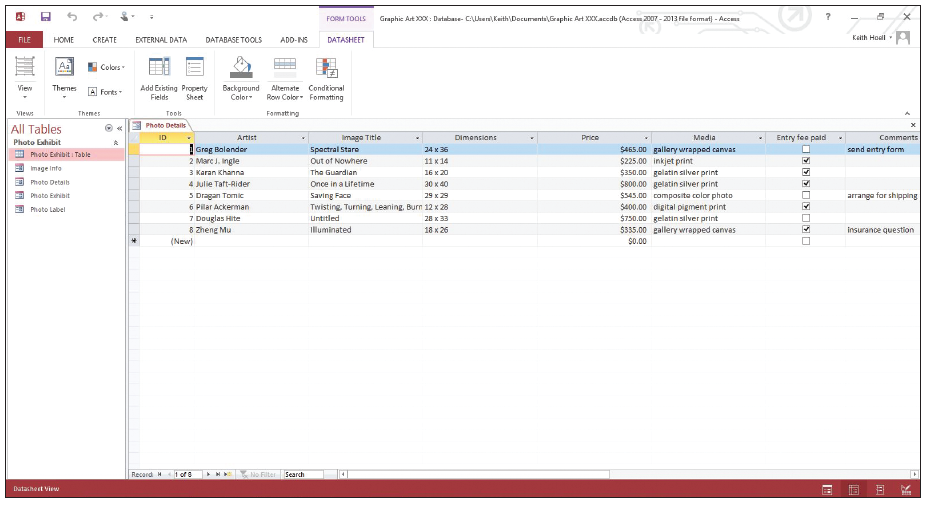 FORM TOOLS Graphic Art XXX : Database- C:\Users\Keith\Documents\Graphic Art XXX.accdb (Access 2007 - 2013 file format) - Access ?
FILE HOME CREATE EXTERNAL DATA DATABASE TOOLS ADD-INS DATASHEET Keith Hoell
View Themes Aa Colors A Fonts Add Existing Fields Property Sheet Background Color Alternate Row Color Conditional Formatting
Views Themes Tools Formatting
All Tables « Photo Details ×
Photo Exhibit ID Artist Image Title Dimensions Price Media Entry fee paid Comments
Photo Exhibit : Table 1 Greg Bolender Spectral Stare 24 x 36 $465.00 gallery wrapped canvas send entry form
2 Marc J. Ingle Out of Nowhere 11 x 14 $225.00 inkjet print
Image Info 3 Karan Khanna The Guardian 16 x 20 $350.00 gelatin silver print
Photo Details 4 Julie Taft-Rider Once in a Lifetime 30 x 40 $800.00 gelatin silver print
Photo Exhibit 5 Dragan Tomic Saving Face 29 x 29 $545.00 composite color photo arrange for shipping
Photo Label 6 Pilar Ackerman Twisting, Turning, Leaning, Burn 12 x 28 $400.00 digital pigment print
7 Douglas Hite Untitled 28 x 33 $750.00 gelatin silver print
8 Zheng Mu Illuminated 18 x 26 $335.00 gallery wrapped canvas insurance question
(New) $0.00
Record: 1 of 8 No Filter Search
Datasheet View